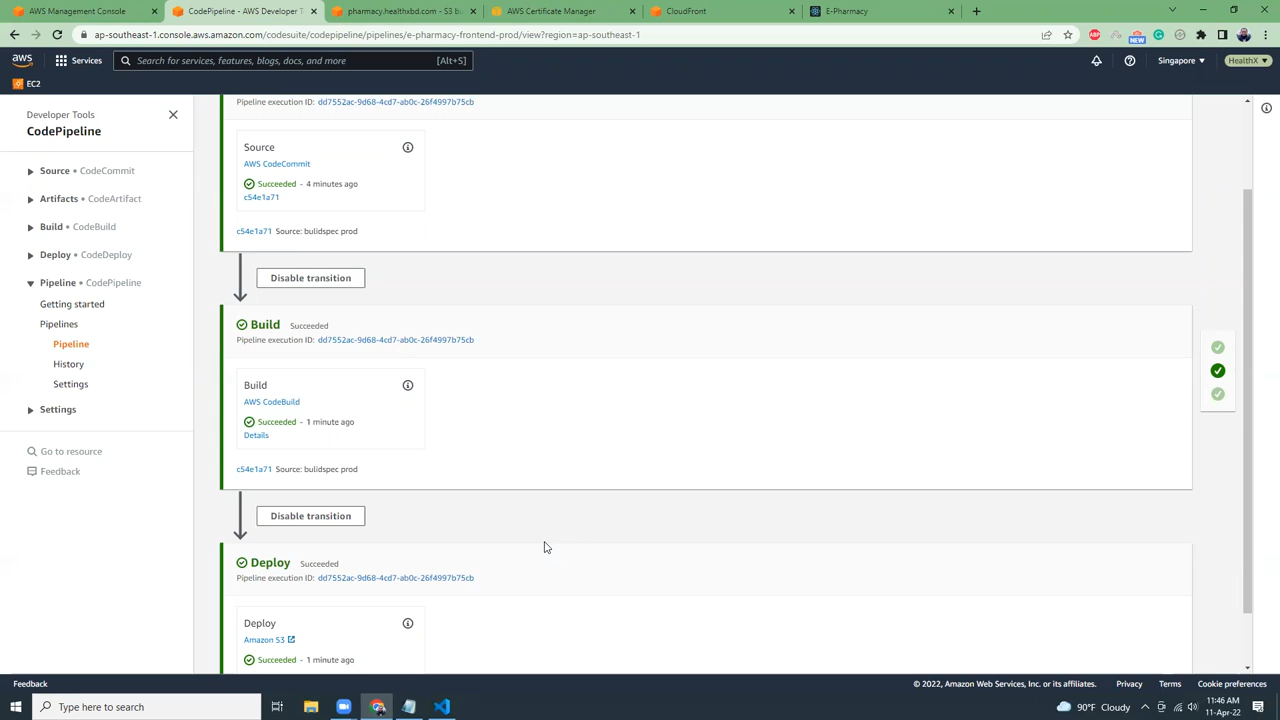 AWS Management Console
CodePipeline - AWS Developer T
pharmacy.healthxbd.com - S3 bu
AWS Certificate Manager
CloudFront
E-Pharmacy
ap-southeast-1.console.aws.amazon.com/codesuite/codepipeline/pipelines/e-pharmacy-frontend-prod/view?region=ap-southeast-1
ABP
NEW
aws
Services
Search for services, features, blogs, docs, and more
[Alt+S]
Singapore
HealthX
EC2
Developer Tools
CodePipeline
Source • CodeCommit
Artifacts • CodeArtifact
Build • CodeBuild
Deploy • CodeDeploy
Pipeline • CodePipeline
Getting started
Pipelines
Pipeline
History
Settings
Settings
Go to resource
Feedback
Pipeline execution ID: dd7552ac-9d68-4cd7-ab0c-26f4997b75cb
Source
AWS CodeCommit
Succeeded - 4 minutes ago
c54e1a71
c54e1a71 Source: bulidspec prod
Disable transition
Build Succeeded
Pipeline execution ID: dd7552ac-9d68-4cd7-ab0c-26f4997b75cb
Build
AWS CodeBuild
Succeeded - 1 minute ago
Details
c54e1a71 Source: bulidspec prod
Disable transition
Deploy Succeeded
Pipeline execution ID: dd7552ac-9d68-4cd7-ab0c-26f4997b75cb
Deploy
Amazon S3
Succeeded - 1 minute ago
Feedback
© 2022, Amazon Web Services, Inc. or its affiliates.
Privacy
Terms
Cookie preferences
Type here to search
90°F Cloudy
11:46 AM
11-Apr-22